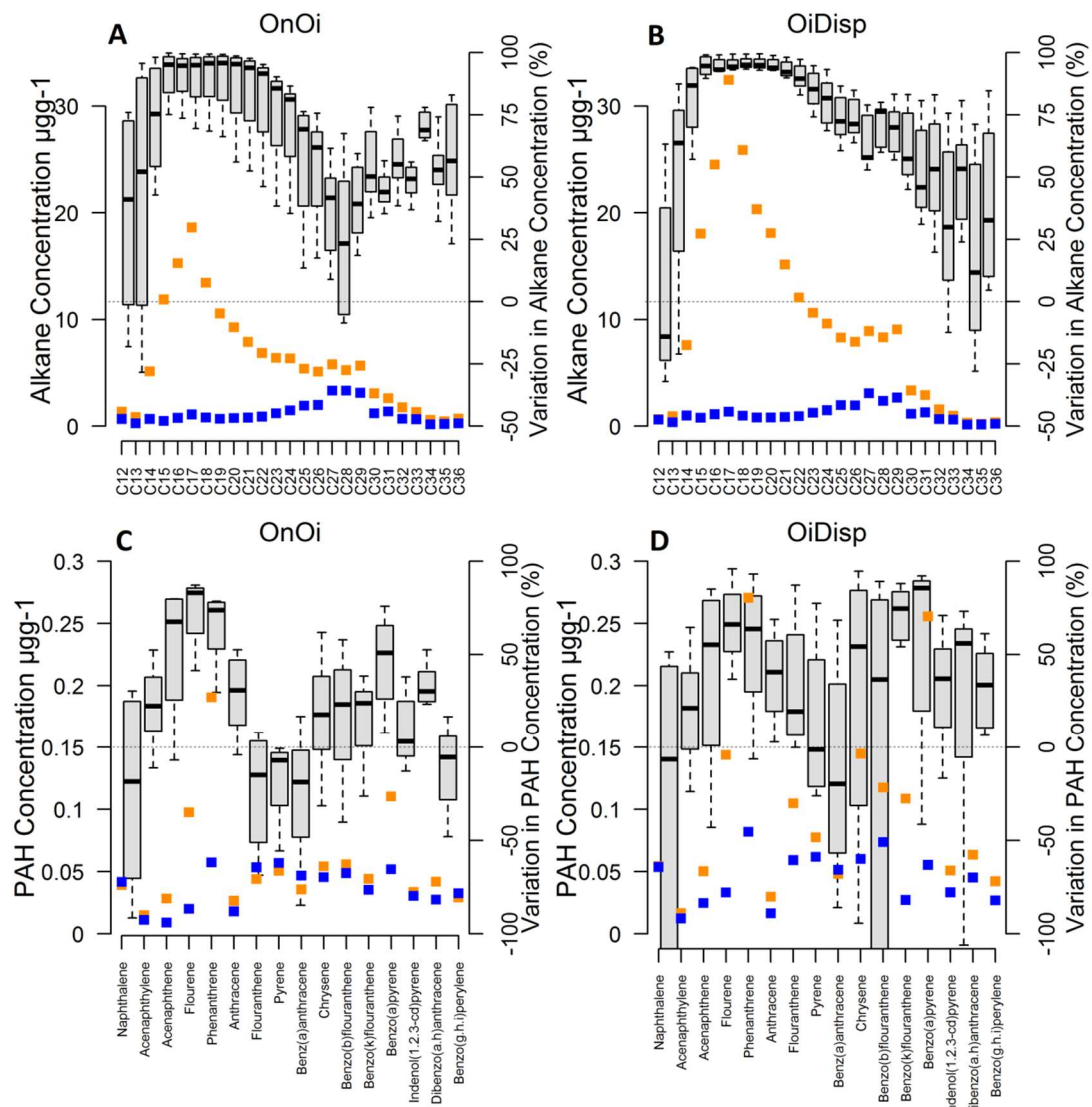 A
OnOi
Alkane Concentration µgg-1
30
20
10
0
100
75
50
25
0
-25
-50
Variation in Alkane Concentration (%)
C12
C13
C14
C15
C16
C17
C18
C19
C20
C21
C22
C23
C24
C25
C26
C27
C28
C29
C30
C31
C32
C33
C34
C35
C36
B
OiDisp
Alkane Concentration µgg-1
30
20
10
0
100
75
50
25
0
-25
-50
Variation in Alkane Concentration (%)
C12
C13
C14
C15
C16
C17
C18
C19
C20
C21
C22
C23
C24
C25
C26
C27
C28
C29
C30
C31
C32
C33
C34
C35
C36
C
OnOi
PAH Concentration µgg-1
0.3
0.25
0.2
0.15
0.1
0.05
0
100
50
0
-50
-100
Variation in PAH Concentration (%)
Naphthalene
Acenaphthylene
Acenaphthene
Flourene
Phenanthrene
Anthracene
Flouranthene
Pyrene
Benz(a)anthracene
Chrysene
Benzo(b)flouranthene
Benzo(k)flouranthene
Benzo(a)pyrene
Indenol(1.2.3-cd)pyrene
Dibenzo(a.h)anthracene
Benzo(g.h.i)perylene
D
OiDisp
PAH Concentration µgg-1
0.3
0.25
0.2
0.15
0.1
0.05
0
100
50
0
-50
-100
Variation in PAH Concentration (%)
Naphthalene
Acenaphthylene
Acenaphthene
Flourene
Phenanthrene
Anthracene
Flouranthene
Pyrene
Benz(a)anthracene
Chrysene
Benzo(b)flouranthene
Benzo(k)flouranthene
Benzo(a)pyrene
ndenol(1.2.3-cd)pyrene
ibenzo(a.h)anthracene
Benzo(g.h.i)perylene